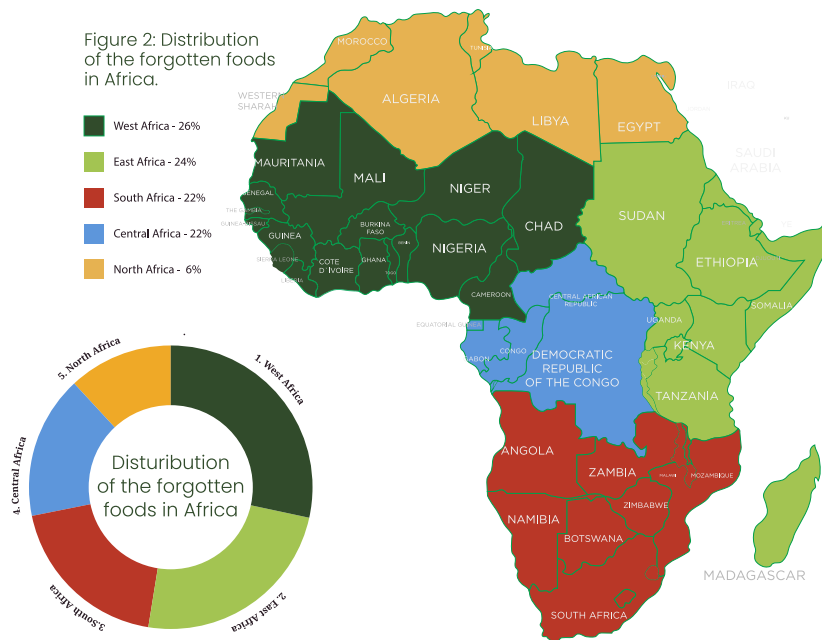 Figure 2: Distribution
of the forgotten foods
in Africa.
West Africa - 26%
East Africa - 24%
South Africa - 22%
Central Africa - 22%
North Africa - 6%
MOROCCO
TUNISI
WESTERN
SHARAH
ALGERIA
LIBYA
EGYPT
IRAQ
SAUDI
ARABIA
MAURITANIA
MALI
NIGER
CHAD
SUDAN
SENEGAL
THE GAMBIA
GUINEA-BISSAU
GUINEA
SIERRA LEONE
LIBERIA
COTE
D'IVOIRE
BURKINA
FASO
GHANA
TOGO
BENIN
NIGERIA
CAMEROON
CENTRAL AFRICAN
REPUBLIC
ETHIOPIA
SOMALIA
EQUATORIAL GUINEA
GABON
CONGO
DEMOCRATIC
REPUBLIC
OF THE CONGO
UGANDA
KENYA
TANZANIA
ANGOLA
ZAMBIA
MALAWI
MOZAMBIQUE
ZIMBABWE
NAMIBIA
BOTSWANA
SOUTH AFRICA
MADAGASCAR
1. West Africa
2. East Africa
3.South Africa
4. Central Africa
5. North Africa
Disturibution
of the forgotten
foods in Africa